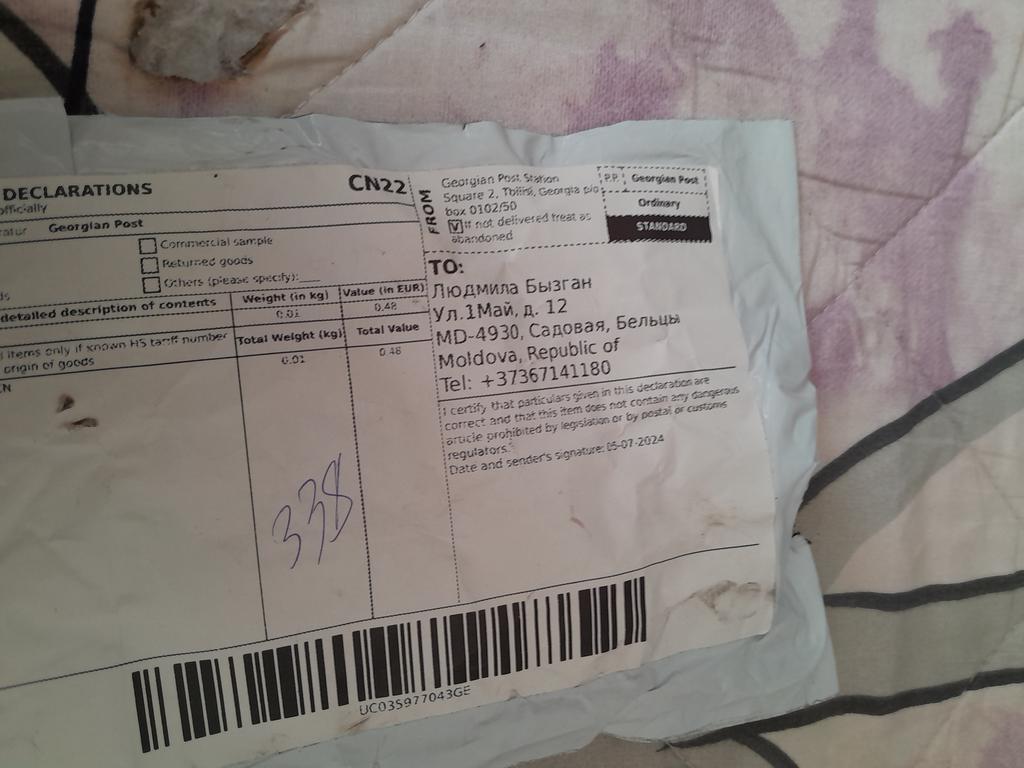 DECLARATIONS
CN22
officially
Georgian Post
Commercial sample
Returned goods
Others (please specify):___
detailed description of contents
Weight (in kg)
Value (in EUR)
0.01
0.48
items only if known HS tariff number
origin of goods
Total Weight (kg)
Total Value
0.01
0.48
CN
338
FROM
Georgian Post Station
Square 2, Tbilisi, Georgia p/o
box 0102/50
If not delivered treat as
abandoned
P.P.
Georgian Post
Ordinary
STANDARD
TO:
Людмила Бызган
Ул.1Май, д. 12
MD-4930, Садовая, Бельцы
Moldova, Republic of
Tel: +37367141180
I certify that particulars given in this declaration are
correct and that this item does not contain any dangerous
article prohibited by legislation or by postal or customs
regulators.
Date and sender's signature: 05-07-2024
UC035977043GE